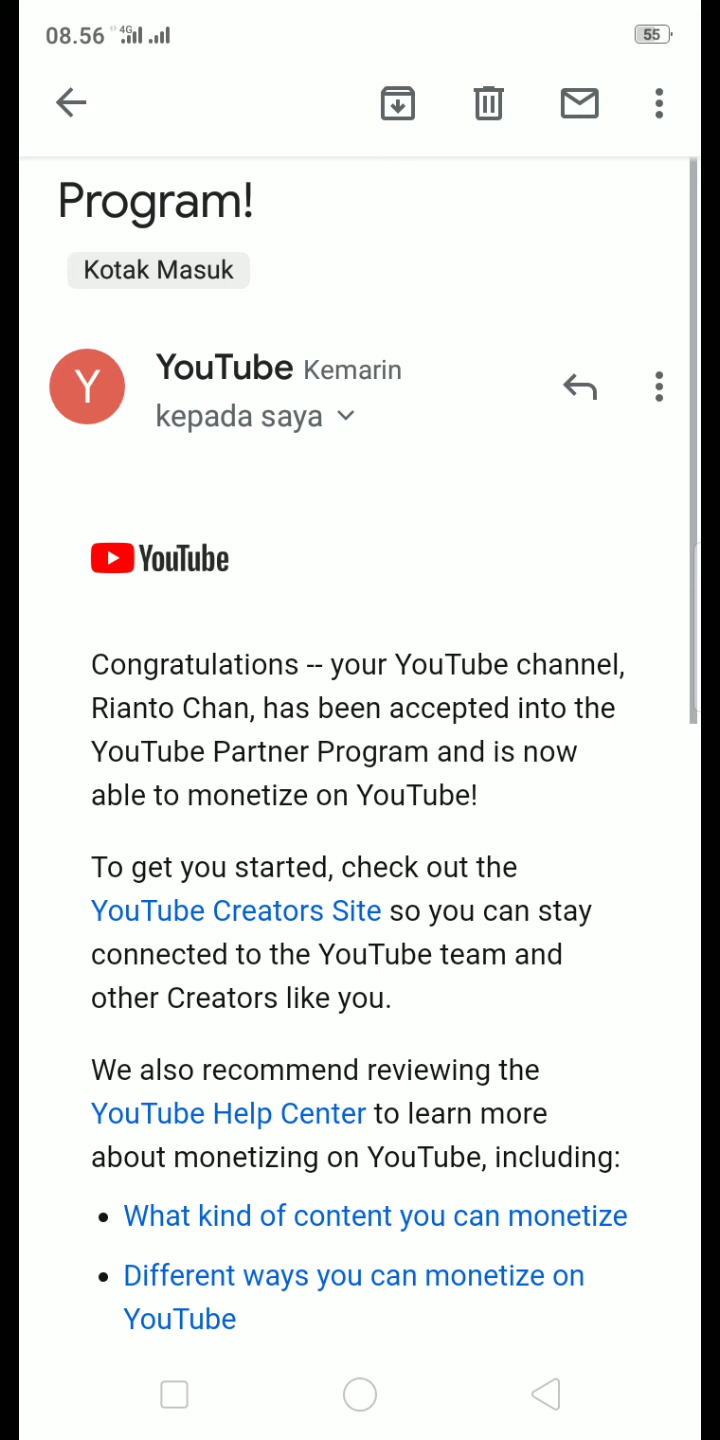 08.56 4G 55
Program!
Kotak Masuk
Y
YouTube Kemarin
kepada saya
YouTube
Congratulations -- your YouTube channel,
Rianto Chan, has been accepted into the
YouTube Partner Program and is now
able to monetize on YouTube!
To get you started, check out the
YouTube Creators Site so you can stay
connected to the YouTube team and
other Creators like you.
We also recommend reviewing the
YouTube Help Center to learn more
about monetizing on YouTube, including:
• What kind of content you can monetize
• Different ways you can monetize on
YouTube